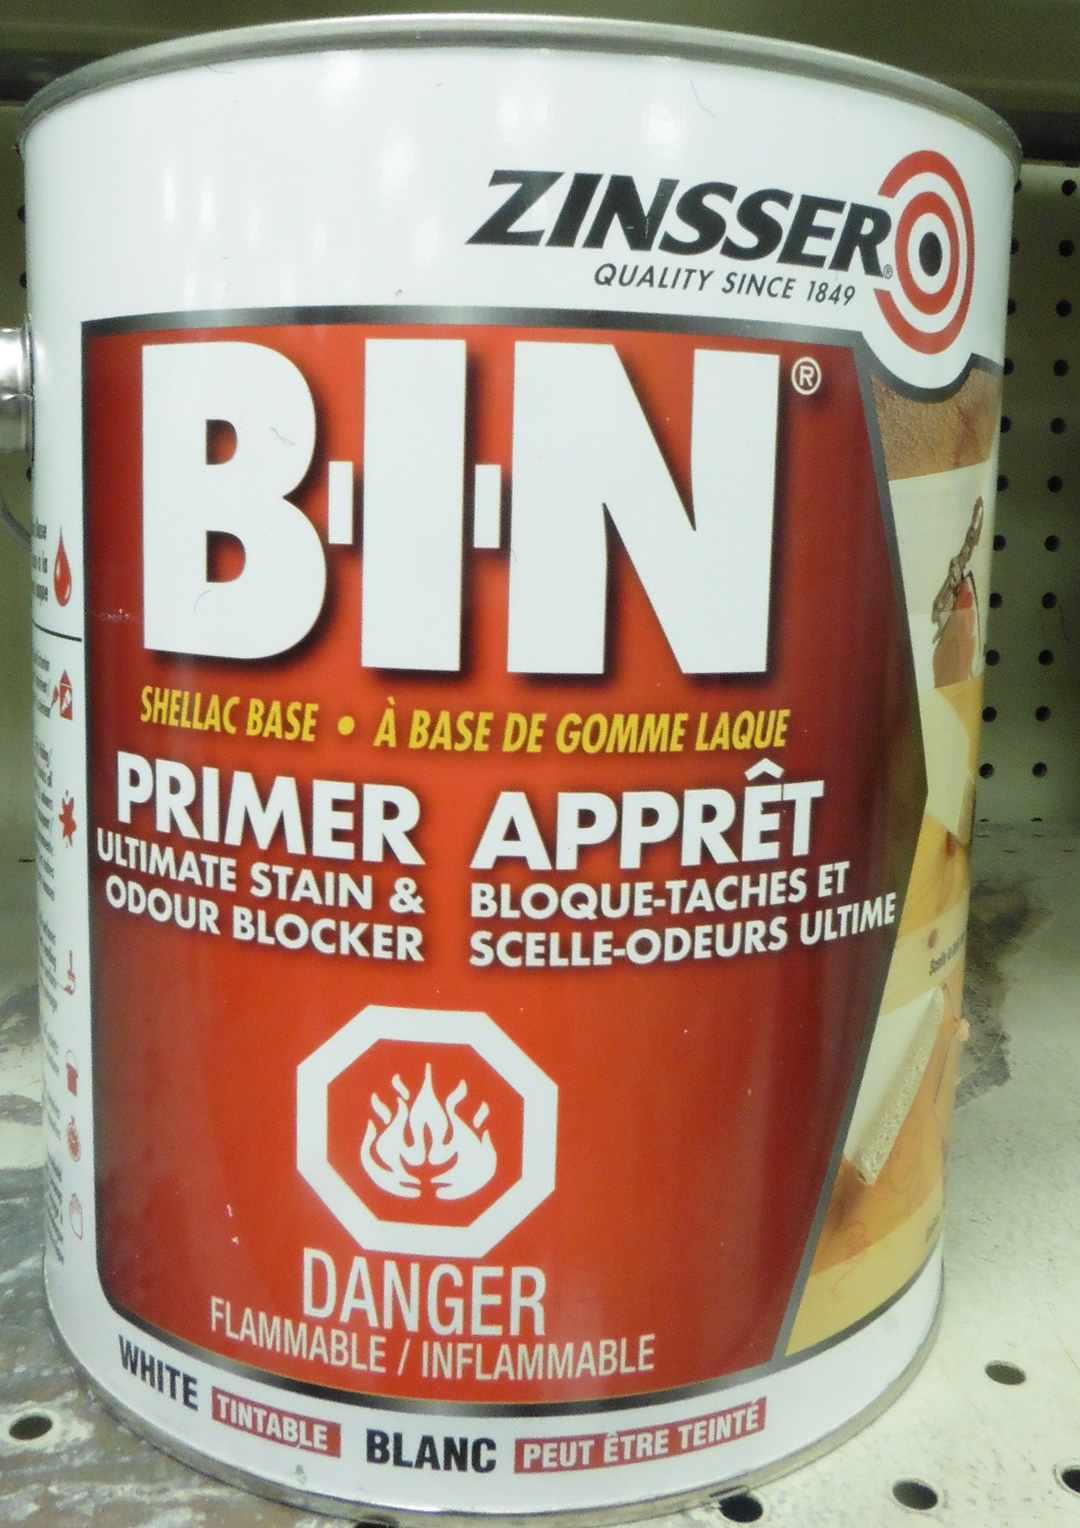 ZINSSER®
QUALITY SINCE 1849
B-I-N®
SHELLAC BASE • À BASE DE GOMME LAQUE
PRIMER
ULTIMATE STAIN &
ODOUR BLOCKER
APPRÊT
BLOQUE-TACHES ET
SCELLE-ODEURS ULTIME
DANGER
FLAMMABLE / INFLAMMABLE
WHITE TINTABLE BLANC PEUT ÊTRE TEINTÉ